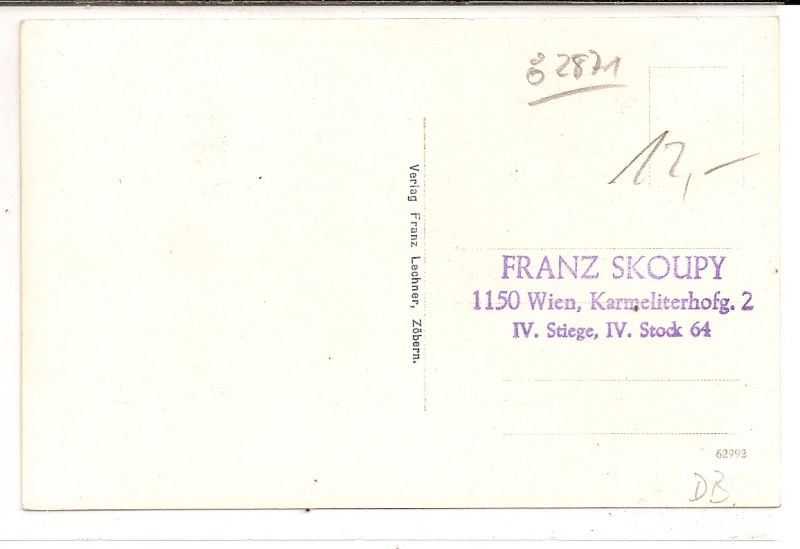 ö 2871
12,-
Verlag Franz Lechner, Zöbern.
FRANZ SKOUPY
1150 Wien, Karmeliterhofg. 2
IV. Stiege, IV. Stock 64
62992
DB.